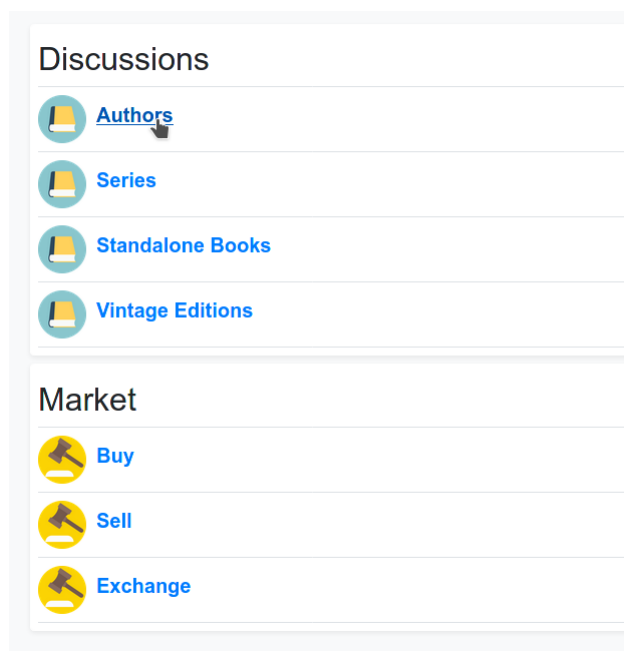 Discussions
Authors
Series
Standalone Books
Vintage Editions
Market
Buy
Sell
Exchange